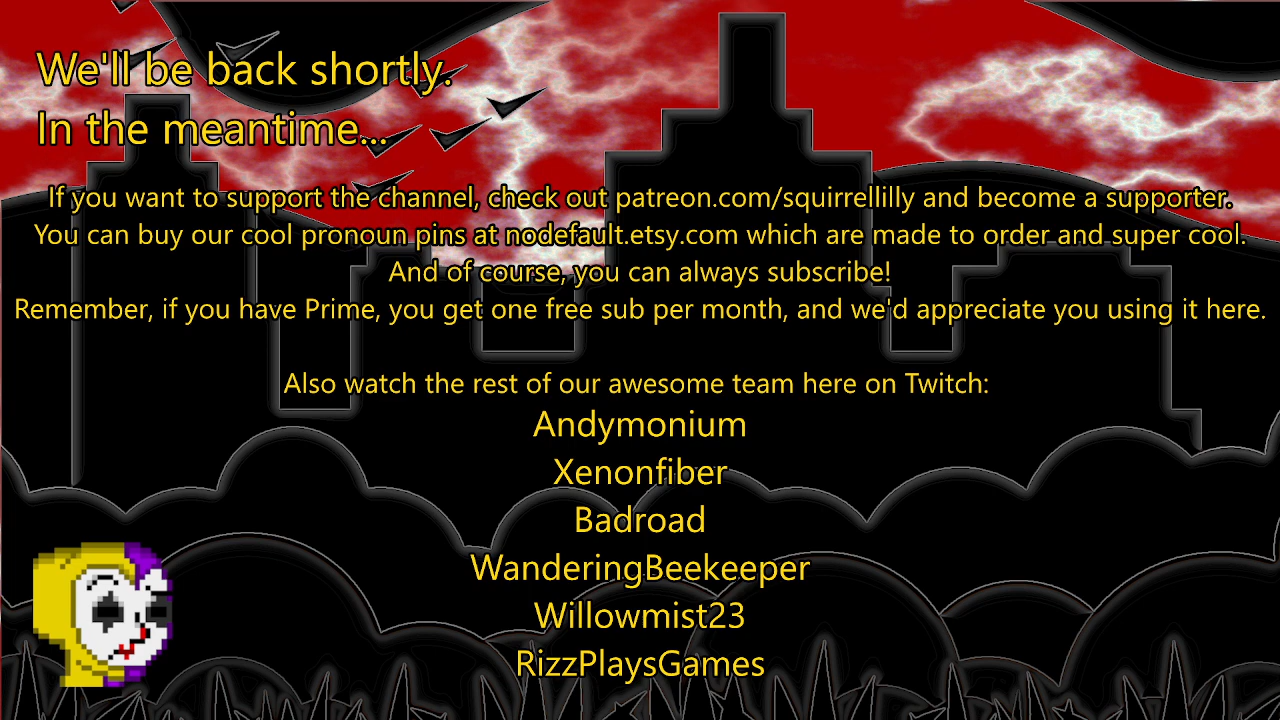 We'll be back shortly.
In the meantime...
If you want to support the channel, check out patreon.com/squirrellilly and become a supporter.
You can buy our cool pronoun pins at nodefault.etsy.com which are made to order and super cool.
And of course, you can always subscribe!
Remember, if you have Prime, you get one free sub per month, and we'd appreciate you using it here.
Also watch the rest of our awesome team here on Twitch:
Andymonium
Xenonfiber
Badroad
WanderingBeekeeper
Willowmist23
RizzPlaysGames